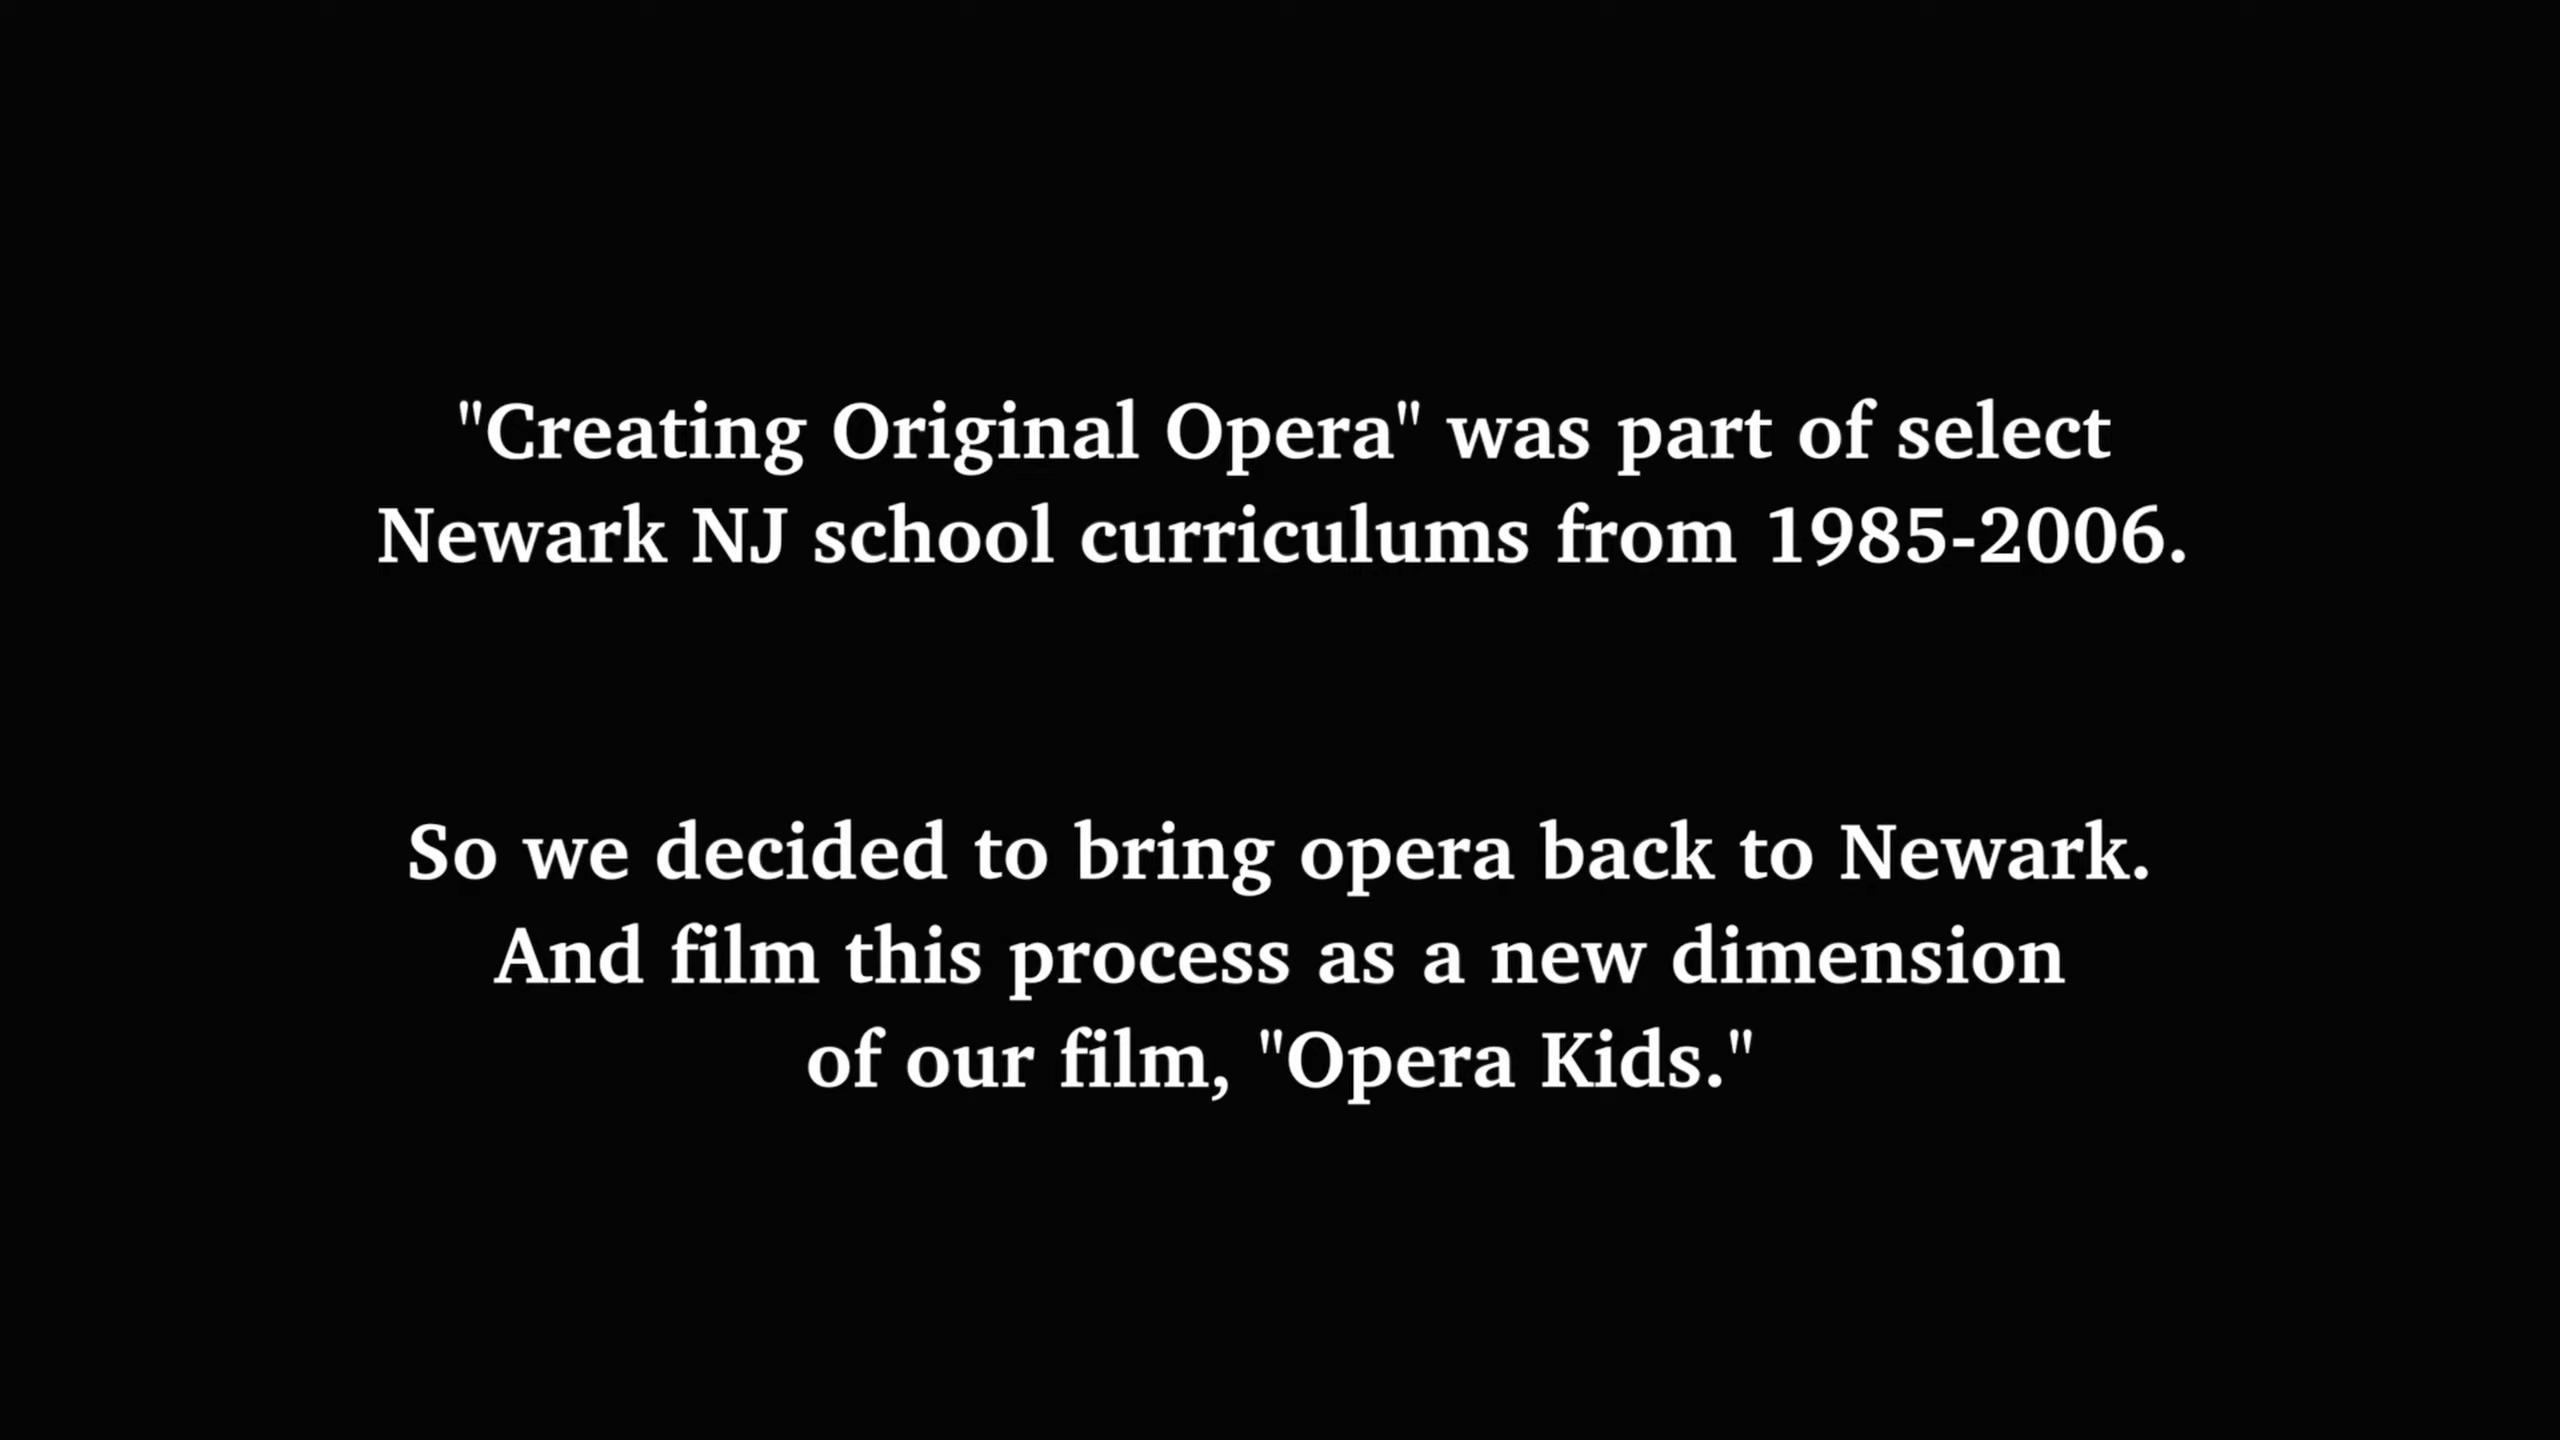 "Creating Original Opera" was part of select
Newark NJ school curriculums from 1985-2006.
So we decided to bring opera back to Newark.
And film this process as a new dimension
of our film, "Opera Kids."